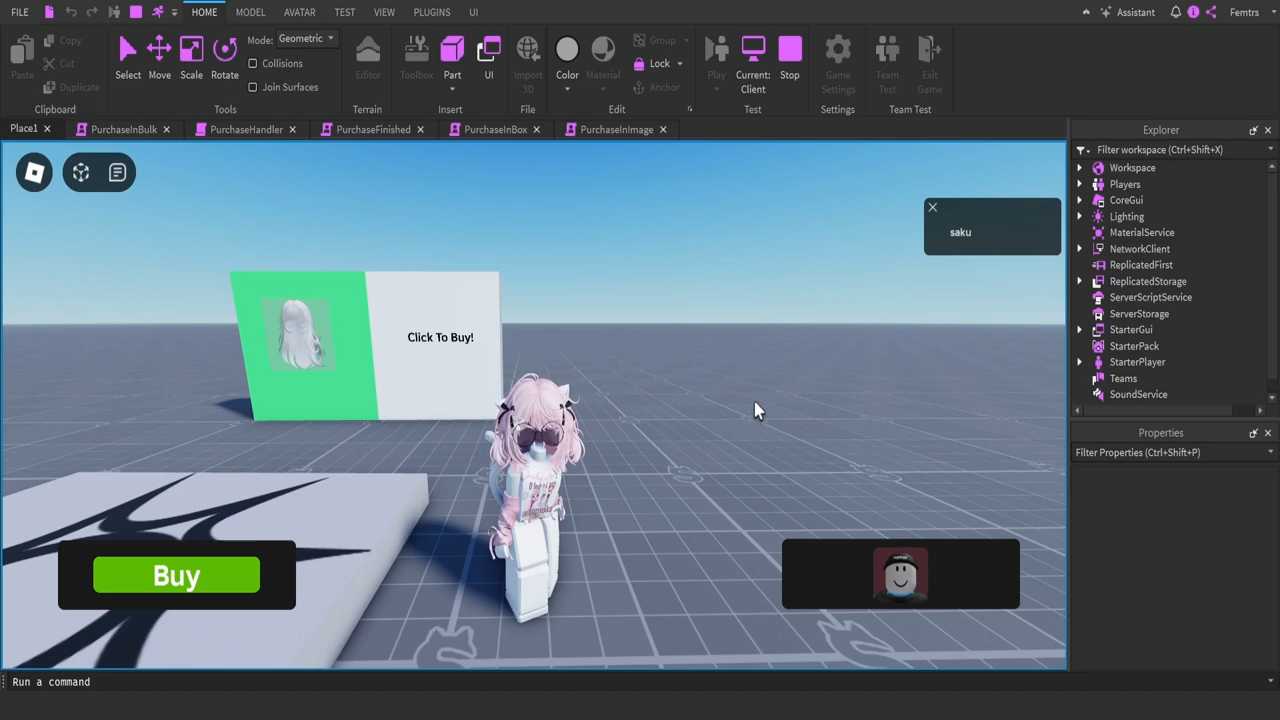 FILE HOME MODEL AVATAR TEST VIEW PLUGINS UI Assistant Femtrs
Paste Copy Cut Duplicate Clipboard
Select Move Scale Rotate Mode: Geometric Collisions Join Surfaces Tools
Editor Terrain
Toolbox Part UI Insert
Import 3D File
Color Material Group Lock Anchor Edit
Play Current: Client Stop Test
Game Settings Settings
Team Test Exit Game Team Test
Place1 PurchaseInBulk PurchaseHandler PurchaseFinished PurchaseInBox PurchaseInImage
saku
Click To Buy!
Buy
Explorer
Filter workspace (Ctrl+Shift+X)
Workspace
Players
CoreGui
Lighting
MaterialService
NetworkClient
ReplicatedFirst
ReplicatedStorage
ServerScriptService
ServerStorage
StarterGui
StarterPack
StarterPlayer
Teams
SoundService
Properties
Filter Properties (Ctrl+Shift+P)
Run a command